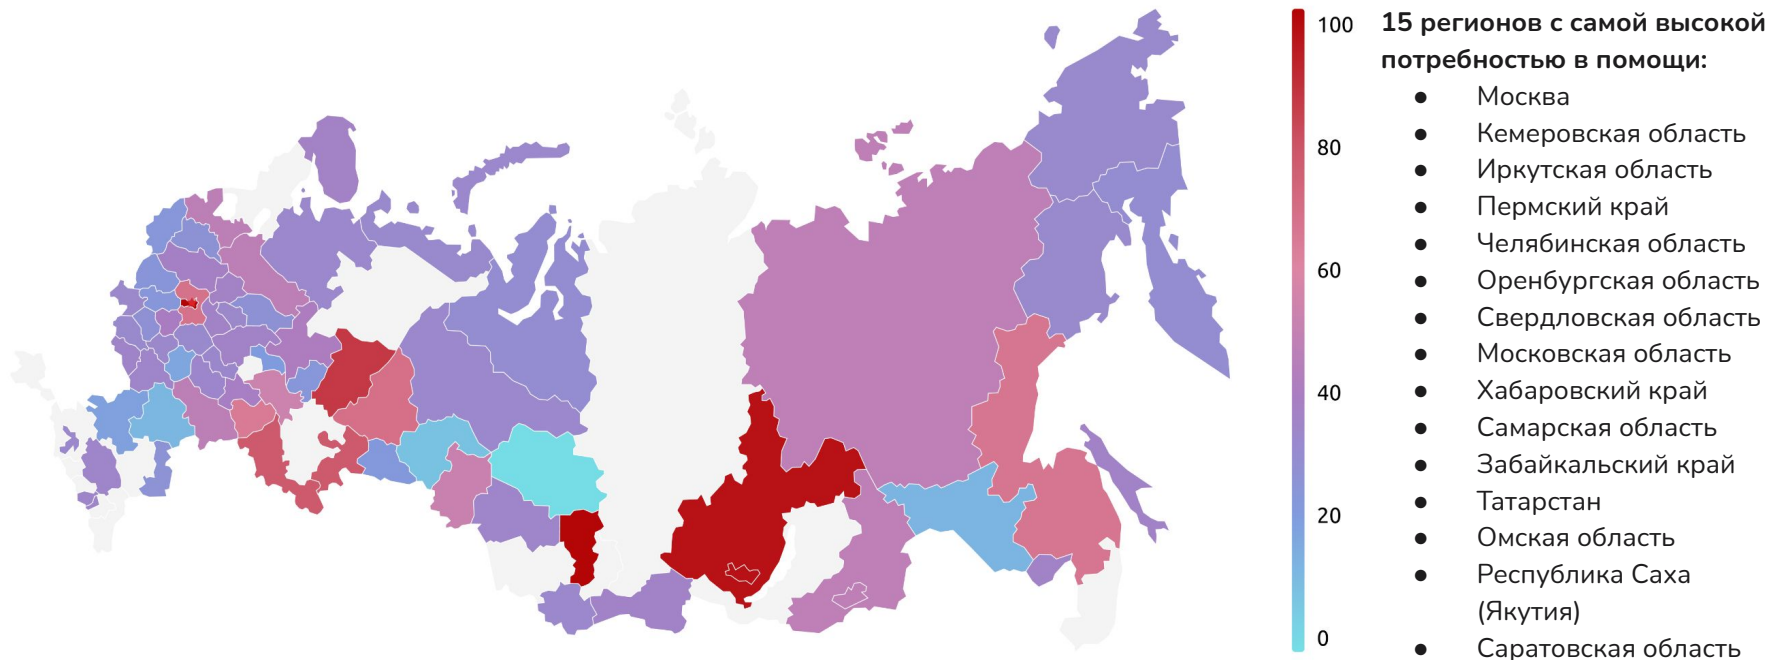 100
80
60
40
20
0
15 регионов с самой высокой
потребностью в помощи:
● Москва
● Кемеровская область
● Иркутская область
● Пермский край
● Челябинская область
● Оренбургская область
● Свердловская область
● Московская область
● Хабаровский край
● Самарская область
● Забайкальский край
● Татарстан
● Омская область
● Республика Саха
(Якутия)
● Саратовская область